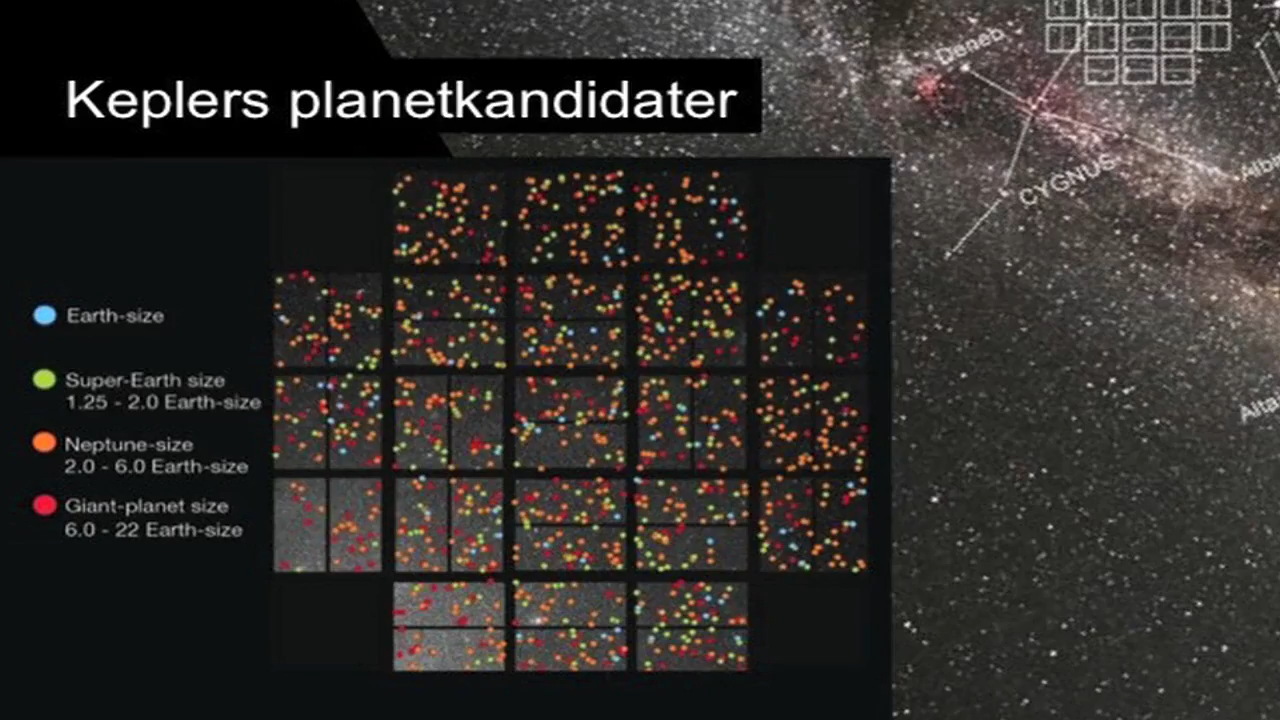 Keplers planetkandidater
Deneb
CYGNUS
Earth-size
Super-Earth size
1.25 - 2.0 Earth-size
Neptune-size
2.0 - 6.0 Earth-size
Giant-planet size
6.0 - 22 Earth-size